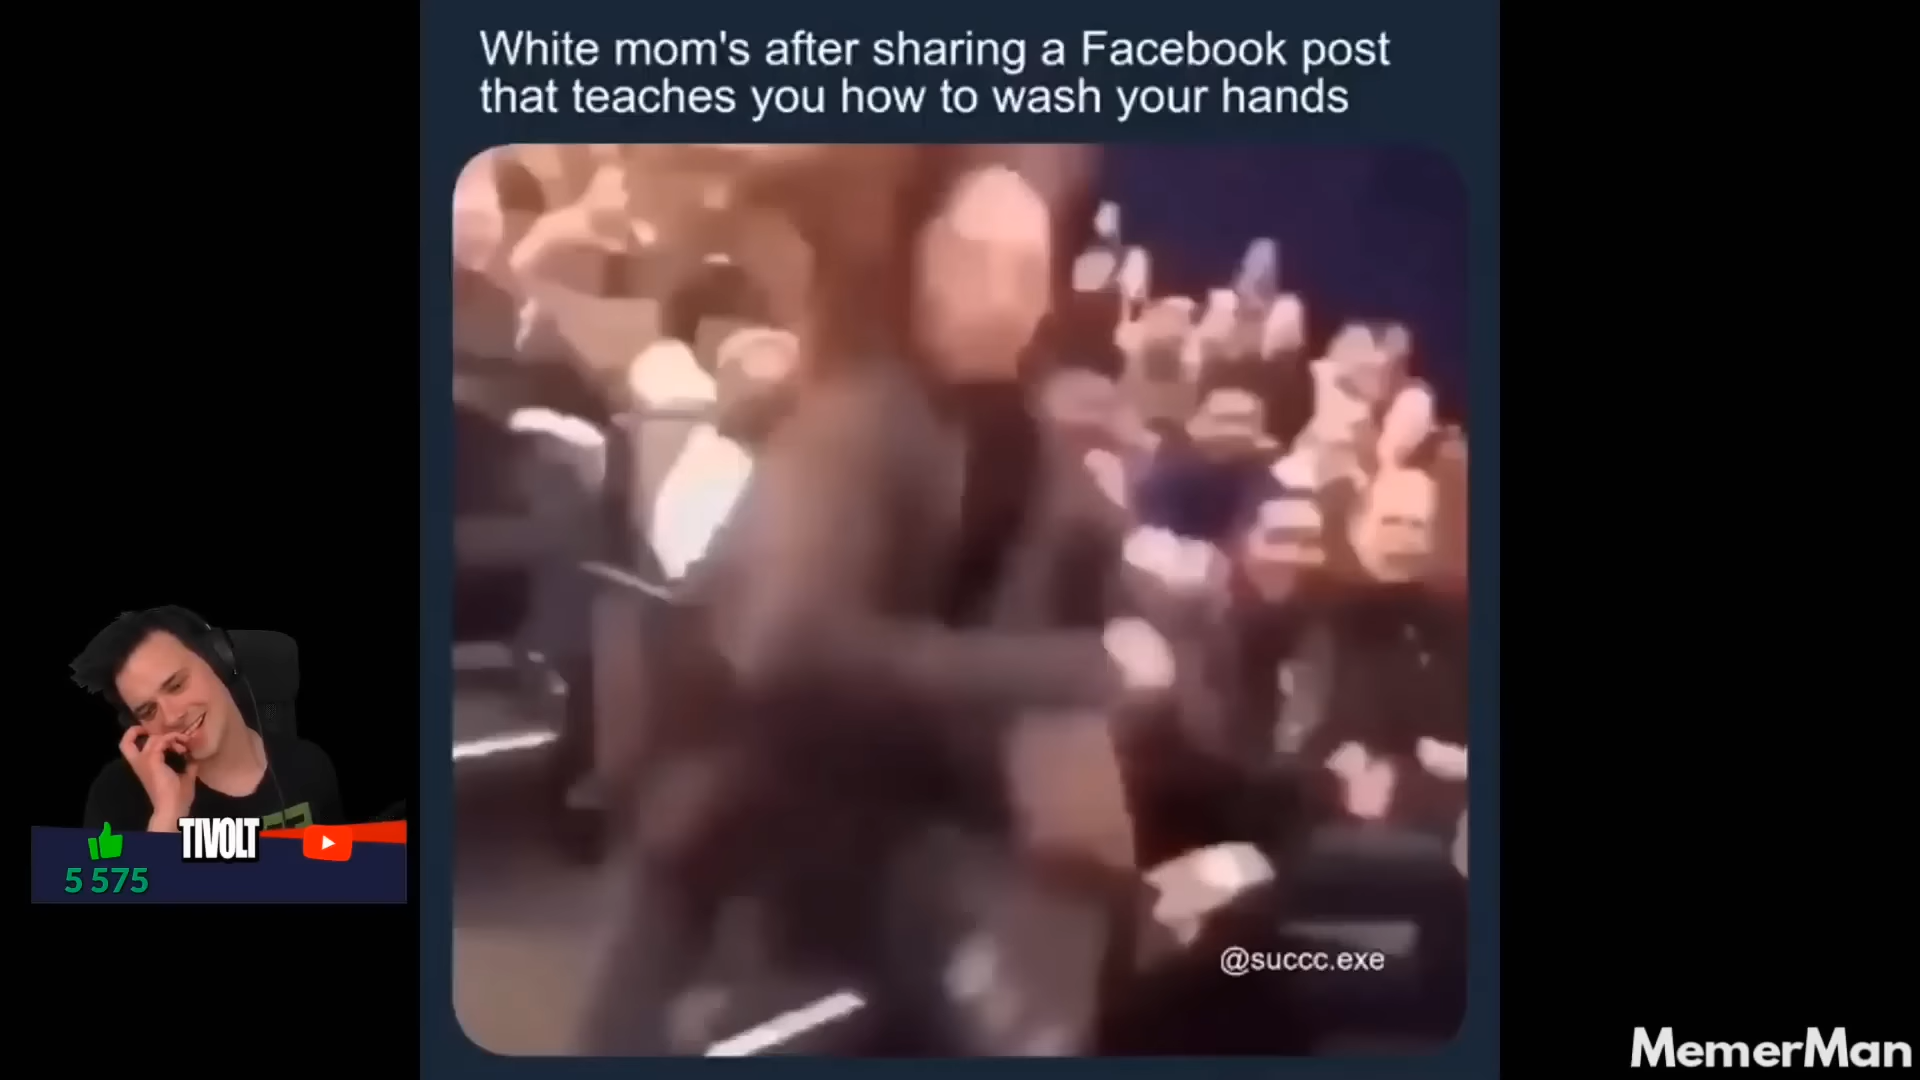 White mom's after sharing a Facebook post
that teaches you how to wash your hands
TIVOLT
5 575
@succc.exe
MemerMan